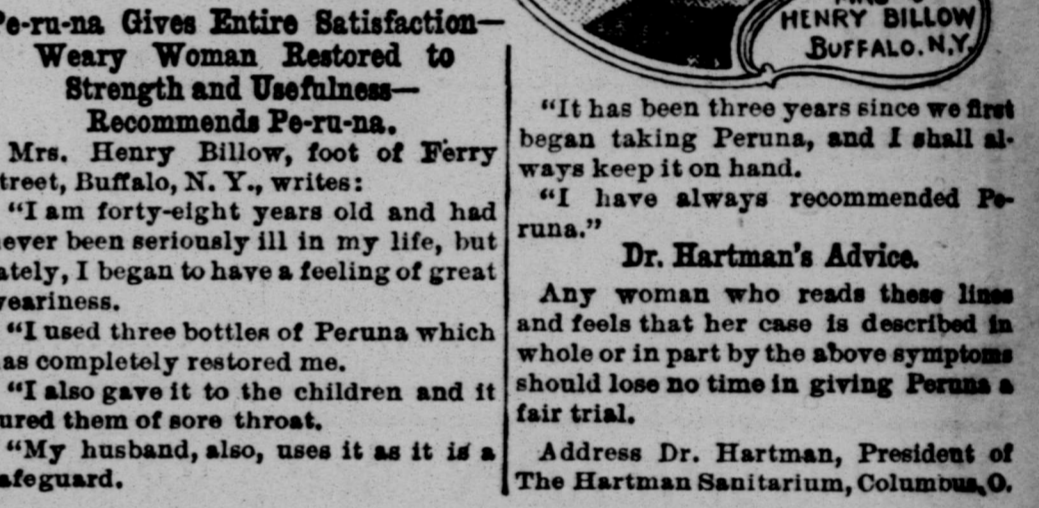 Pe-ru-na Gives Entire Satisfaction—
Weary Woman Restored to
Strength and Usefulness—
Recommends Pe-ru-na.
Mrs. Henry Billow, foot of Ferry
treet, Buffalo, N. Y., writes:
"I am forty-eight years old and had
ever been seriously ill in my life, but
ately, I began to have a feeling of great
weariness.
"I used three bottles of Peruna which
as completely restored me.
"I also gave it to the children and it
ured them of sore throat.
"My husband, also, uses it as it is a
afeguard.
HENRY BILLOW
BUFFALO. N.Y.
"It has been three years since we first
began taking Peruna, and I shall al-
ways keep it on hand.
"I have always recommended Pe-
runa."
Dr. Hartman's Advice.
Any woman who reads these lines
and feels that her case is described in
whole or in part by the above symptoms
should lose no time in giving Peruna a
fair trial.
Address Dr. Hartman, President of
The Hartman Sanitarium, Columbus, O.